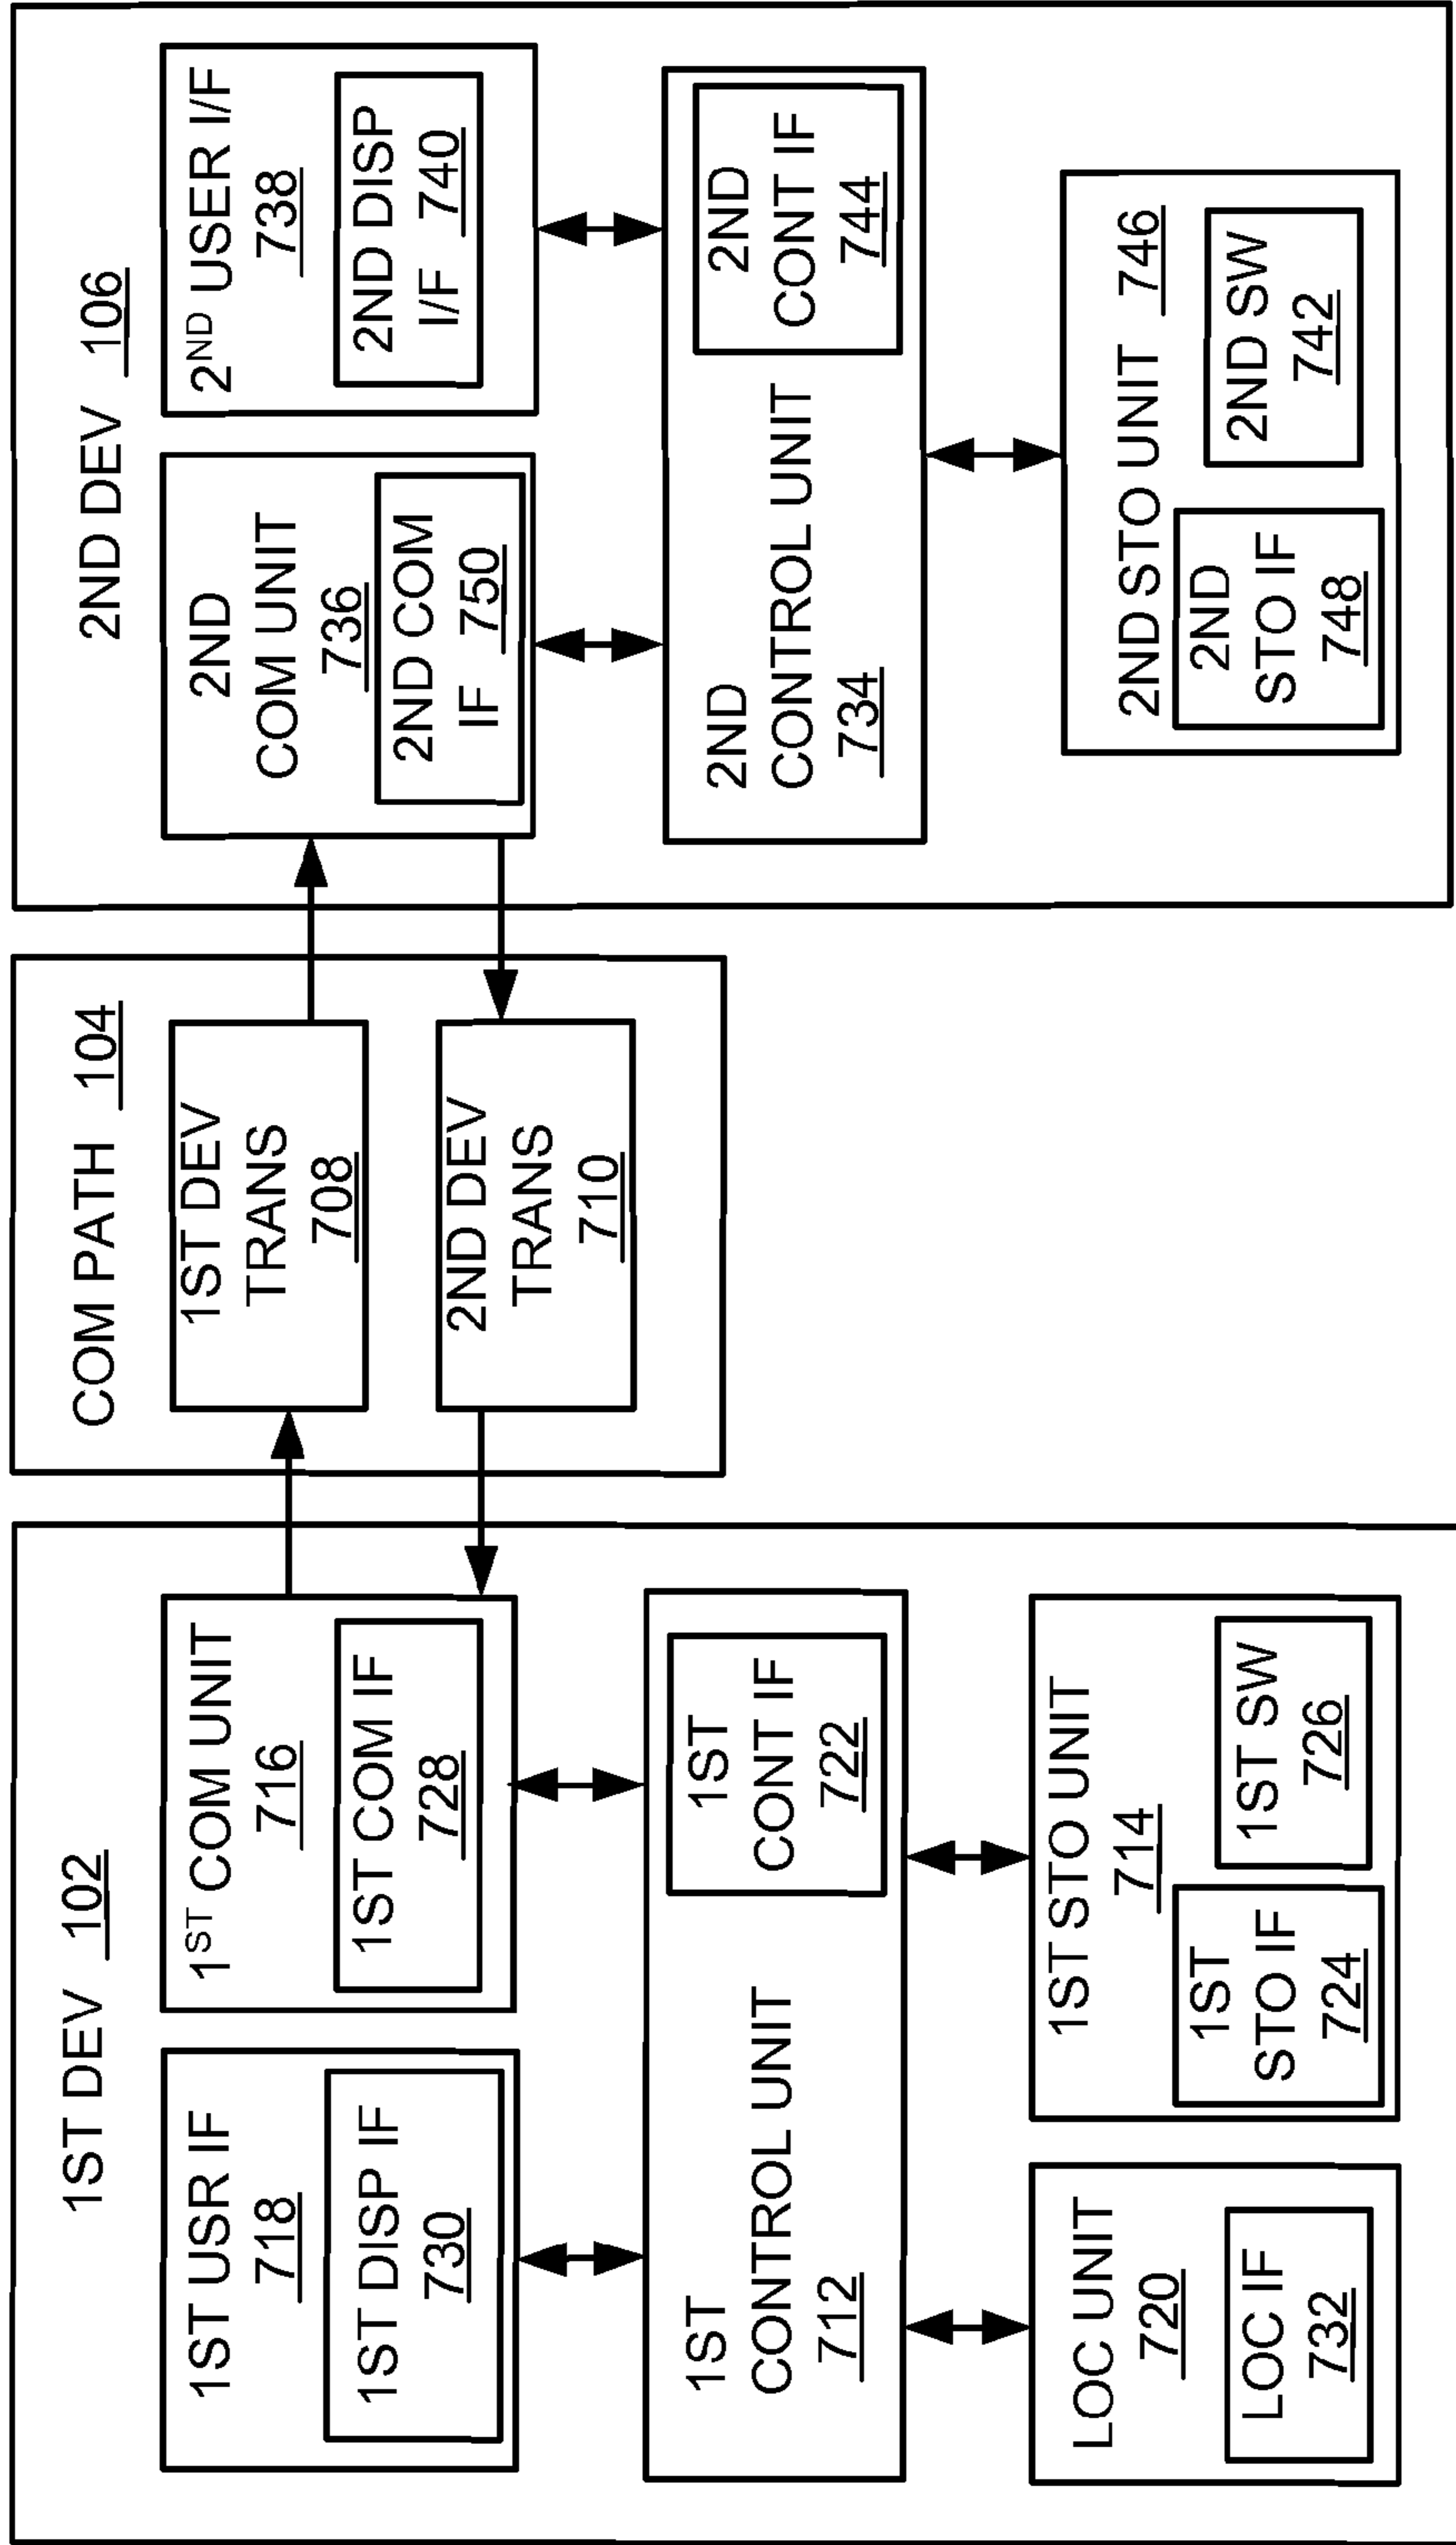 1ST DEV 102
1ST USR IF
718
1ST DISP IF
730
1ST COM UNIT
716
1ST COM IF
728
1ST
CONTROL UNIT
712
1ST
CONT IF
722
LOC UNIT
720
LOC IF
732
1ST STO UNIT
714
1ST
STO IF
724
1ST SW
726
COM PATH 104
1ST DEV
TRANS
708
2ND DEV
TRANS
710
2ND DEV 106
2ND
COM UNIT
736
2ND COM
IF 750
2ND USER I/F
738
2ND DISP
I/F 740
2ND
CONTROL UNIT
734
2ND
CONT IF
744
2ND STO UNIT 746
2ND
STO IF
748
2ND SW
742